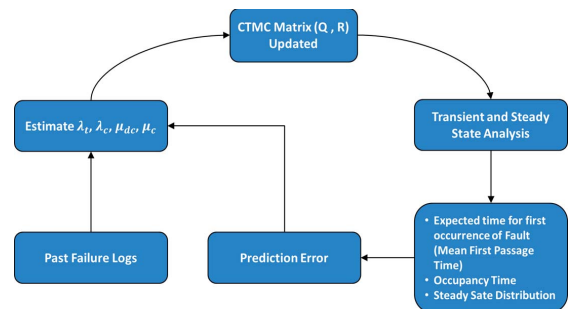 CTMC Matrix (Q , R)
Updated
Estimate λt, λc, μdc, μc
Transient and Steady
State Analysis
Past Failure Logs
Prediction Error
• Expected time for first
occurrence of Fault
(Mean First Passage
Time)
• Occupancy Time
• Steady Sate Distribution